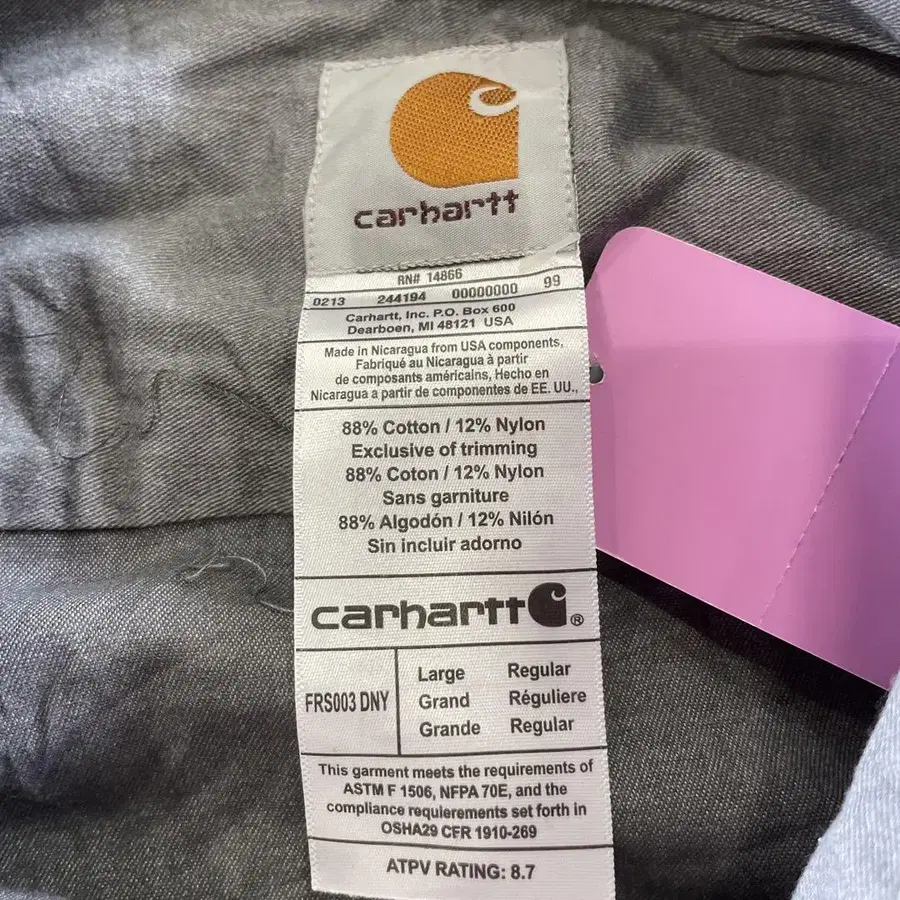 carhartt
RN# 14866
0213 244194 00000000 99
Carhartt, Inc. P.O. Box 600
Dearboen, MI 48121 USA
Made in Nicaragua from USA components,
Fabriqué au Nicaragua à partir
de composants américains, Hecho en
Nicaragua a partir de componentes de EE. UU.,
88% Cotton / 12% Nylon
Exclusive of trimming
88% Coton / 12% Nylon
Sans garniture
88% Algodón / 12% Nilón
Sin incluir adorno
carhartt ®
FRS003 DNY
Large Regular
Grand Réguliere
Grande Regular
This garment meets the requirements of
ASTM F 1506, NFPA 70E, and the
compliance requierements set forth in
OSHA29 CFR 1910-269
ATPV RATING: 8.7